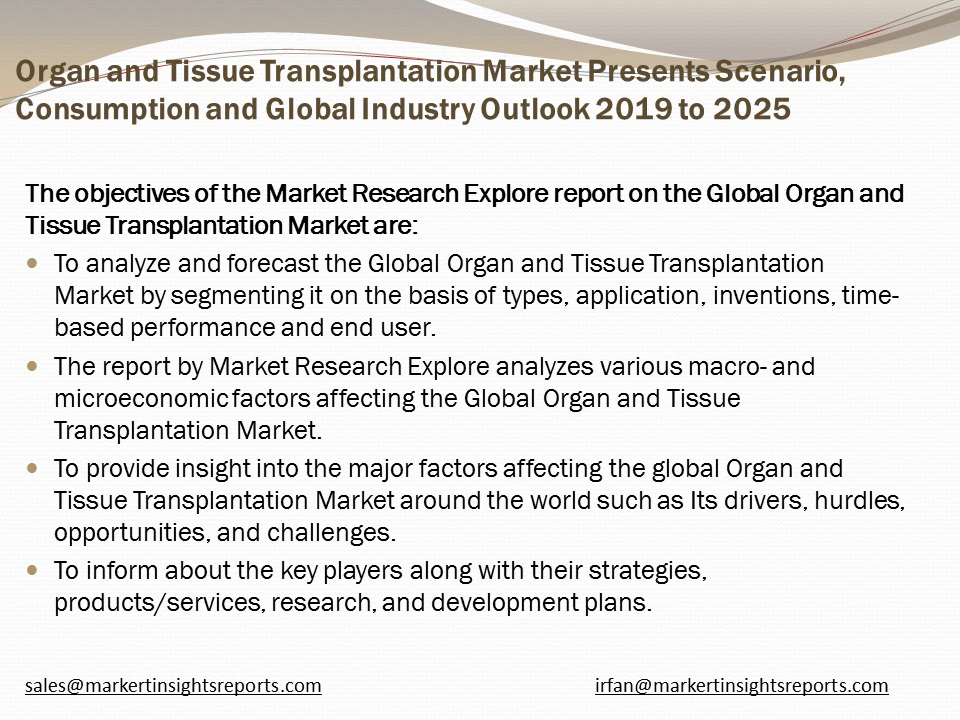 Organ and Tissue Transplantation Market Presents Scenario,
Consumption and Global Industry Outlook 2019 to 2025
The objectives of the Market Research Explore report on the Global Organ and
Tissue Transplantation Market are:
• To analyze and forecast the Global Organ and Tissue Transplantation
Market by segmenting it on the basis of types, application, inventions, time-
based performance and end user.
• The report by Market Research Explore analyzes various macro- and
microeconomic factors affecting the Global Organ and Tissue
Transplantation Market.
• To provide insight into the major factors affecting the global Organ and
Tissue Transplantation Market around the world such as Its drivers, hurdles,
opportunities, and challenges.
• To inform about the key players along with their strategies,
products/services, research, and development plans.
sales@markertinsightsreports.com irfan@markertinsightsreports.com